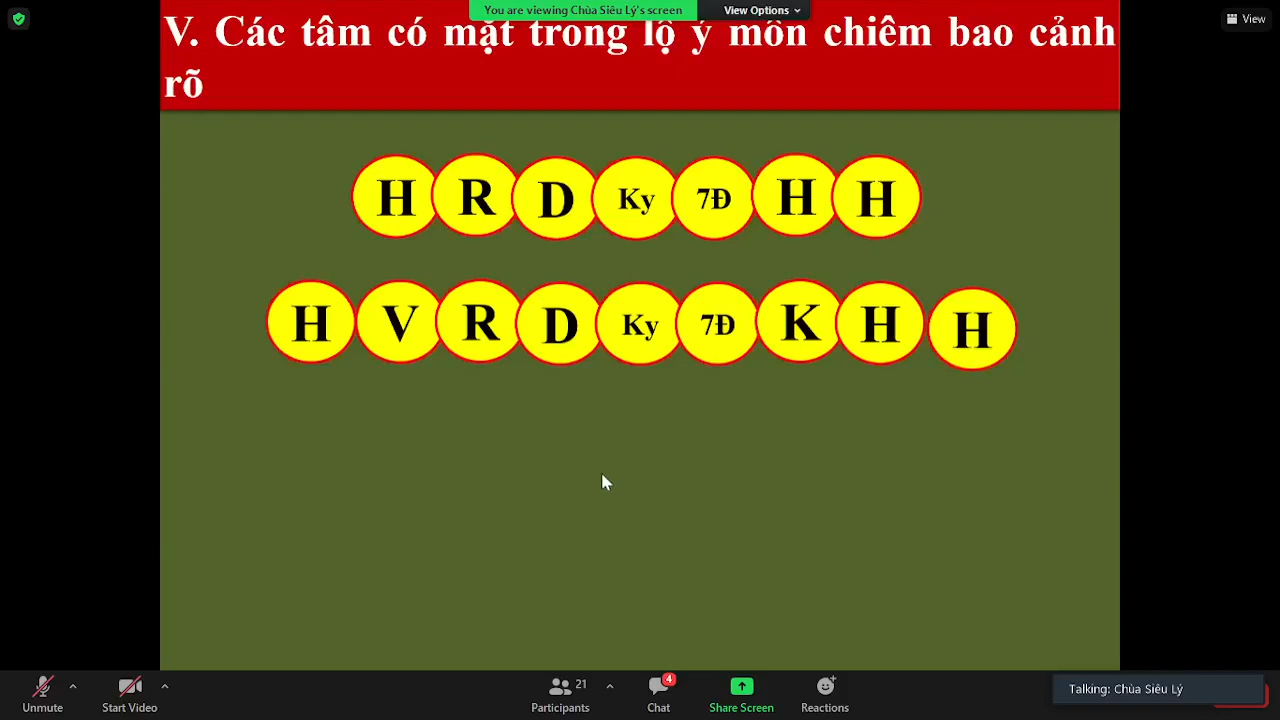 You are viewing Chùa Siêu Lý's screen
View Options
View
V. Các tâm có mặt trong lộ ý môn chiêm bao cảnh
rõ
H R D Ky 7Đ H H
H V R D Ky 7Đ K H H
21
4
Unmute
Start Video
Participants
Chat
Share Screen
Reactions
Talking: Chùa Siêu Lý